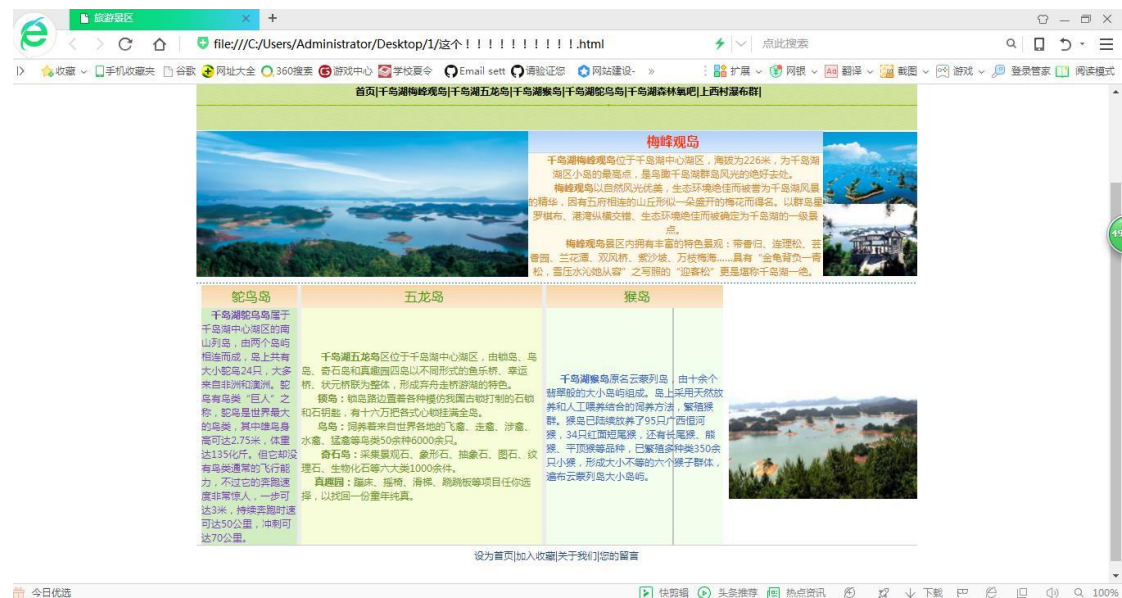 旅游景区
file:///C:/Users/Administrator/Desktop/1/这个！！！！！！！！！！.html
点此搜索
收藏 手机收藏夹 谷歌 网址大全 360搜索 游戏中心 学校夏令 Email sett 请验证您 网站建设- » 扩展 网银 翻译 截图 游戏 登录管家 阅读模式
首页|千岛湖梅峰观岛|千岛湖五龙岛|千岛湖猴岛|千岛湖鸵鸟岛|千岛湖森林氧吧|上西村瀑布群|
梅峰观岛
千岛湖梅峰观岛位于千岛湖中心湖区，海拔为226米，为千岛湖
湖区小岛的最高点，是鸟瞰千岛湖群岛风光的绝好去处。
梅峰观岛以自然风光优美，生态环境绝佳而被誉为千岛湖风景
的精华，因有五府相连的山丘形似一朵盛开的梅花而得名。以群岛星
罗棋布、港湾纵横交错、生态环境绝佳而被确定为千岛湖的一级景
点。
梅峰观岛景区内拥有丰富的特色景观：带香归、连理松、芸
香园、兰花潭、双凤桥、紫沙坡、万枝梅海......具有“金龟背负一青
松，雪压水沁她从容”之写照的“迎客松”更是堪称千岛湖一绝。
鸵鸟岛
千岛湖鸵鸟岛属于
千岛湖中心湖区的南
山列岛，由两个岛屿
相连而成，岛上共有
大小鸵鸟24只，大多
来自非洲和澳洲。鸵
鸟有鸟类“巨人”之
称，鸵鸟是世界最大
的鸟类，其中雄鸟身
高可达2.75米，体重
达135化斤。但它却没
有鸟类通常的飞行能
力，不过它的奔跑速
度非常惊人，一步可
达3米，持续奔跑时速
可达50公里，冲刺可
达70公里。
五龙岛
千岛湖五龙岛区位于千岛湖中心湖区，由锁岛、鸟
岛、奇石岛和真趣园四岛以不同形式的鱼乐桥、幸运
桥、状元桥联为整体，形成弃舟走桥游湖的特色。
锁岛：锁岛路边置着各种模仿我国古锁打制的石锁
和石钥匙，有十六万把各式心锁挂满全岛。
鸟岛：饲养着来自世界各地的飞禽、走禽、涉禽、
水禽、猛禽等鸟类50余种6000余只。
奇石岛：采集景观石、象形石、抽象石、图石、纹
理石、生物化石等六大类1000余件。
真趣园：蹦床、摇椅、滑梯、跷跷板等项目任你选
择，以找回一份童年纯真。
猴岛
千岛湖猴岛原名云蒙列岛，由十余个
翡翠般的大小岛屿组成。岛上采用天然放
养和人工喂养结合的饲养方法，繁殖猴
群。猴岛已陆续放养了95只广西恒河
猴，34只红面短尾猴，还有长尾猴、熊
猴、平顶猴等品种，已繁殖多种类350余
只小猴，形成大小不等的六个猴子群体，
遍布云蒙列岛大小岛屿。
设为首页|加入收藏|关于我们|您的留言
49
今日优选 快剪辑 头条推荐 热点资讯 下载 100%